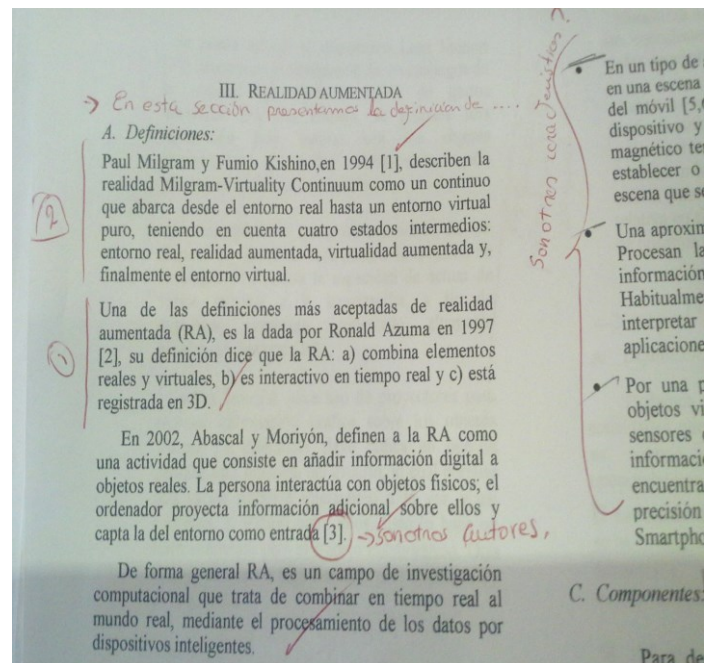 III. REALIDAD AUMENTADA
→ En esta sección presentamos la definición de ....
A. Definiciones:
Paul Milgram y Fumio Kishino,en 1994 [1], describen la
realidad Milgram-Virtuality Continuum como un continuo
que abarca desde el entorno real hasta un entorno virtual
puro, teniendo en cuenta cuatro estados intermedios:
entorno real, realidad aumentada, virtualidad aumentada y,
finalmente el entorno virtual.
2
Una de las definiciones más aceptadas de realidad
aumentada (RA), es la dada por Ronald Azuma en 1997
[2], su definición dice que la RA: a) combina elementos
reales y virtuales, b) es interactivo en tiempo real y c) está
registrada en 3D.
1
En 2002, Abascal y Moriyón, definen a la RA como
una actividad que consiste en añadir información digital a
objetos reales. La persona interactúa con objetos físicos; el
ordenador proyecta información adicional sobre ellos y
capta la del entorno como entrada [3]. → son otros autores,
De forma general RA, es un campo de investigación
computacional que trata de combinar en tiempo real al
mundo real, mediante el procesamiento de los datos por
dispositivos inteligentes.
Son otras características?
• En un tipo de
en una escena
del móvil [5,
dispositivo y
magnético te
establecer o
escena que s
• Una aproxim
Procesan la
información
Habitualme
interpretar
aplicacione
• Por una p
objetos vi
sensores
informaci
encuentra
precisión
Smartpho
C. Componentes:
Para de